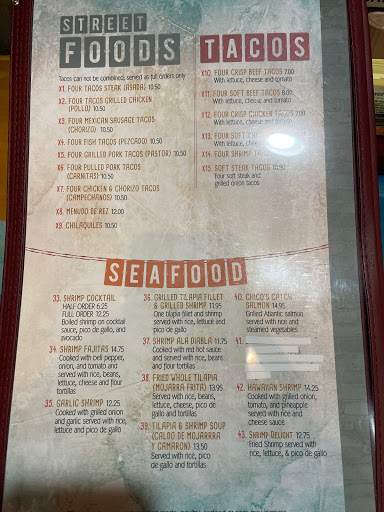 STREET
FOODS
Tacos can not be combined, served as full orders only
X1. FOUR TACOS STEAK (ASADA) 10.50
X2. FOUR TACOS GRILLED CHICKEN
(POLLO) 10.50
X3. FOUR MEXICAN SAUSAGE TACOS
(CHORIZO) 10.50
X4. FOUR FISH TACOS (PEZCADO) 10.50
X5. FOUR GRILLED PORK TACOS (PASTOR) 10.50
X6. FOUR PULLED PORK TACOS
(CARNITAS) 10.50
X7. FOUR CHICKEN & CHORIZO TACOS
(CAMPECHANOS) 10.50
X8. MENUDO DE REZ 12.00
X9. CHILAQUILES 10.50
TACOS
X10. FOUR CRISP BEEF TACOS 7.00
With lettuce, cheese and tomato
X11. FOUR SOFT BEEF TACOS 8.00
With lettuce, cheese and tomato
X12. FOUR CRISP CHICKEN TACOS 7.00
With lettuce, cheese and tomato
X13. FOUR SOFT
With lettuce, cheese
X14. FOUR SHRIMP
X15. SOFT STEAK TACOS 10.50
Four soft steak and
grilled onion tacos
SEAFOOD
33. SHRIMP COCKTAIL
HALF ORDER 6.25
FULL ORDER 12.25
Boiled shrimp on cocktail
sauce, pico de gallo, and
avocado
34. SHRIMP FAJITAS 14.75
Cooked with bell pepper,
onion, and tomato and
served with rice, beans,
lettuce, cheese and flour
tortillas
35. GARLIC SHRIMP 12.25
Cooked with grilled onion
and garlic served with rice,
lettuce and pico de gallo
36. GRILLED TILAPIA FILLET
& GRILLED SHRIMP 11.95
One tilapia fillet and shrimp
served with rice, lettuce and
pico de gallo
37. SHRIMP ALA DIABLA 11.75
Cooked with red hot sauce
and served with rice, beans
and flour tortillas
38. FRIED WHOLE TILAPIA
(MOJARRA FRITA) 13.95
Served with rice, beans,
lettuce, cheese, pico de
gallo and tortillas
39. TILAPIA & SHRIMP SOUP
(CALDO DE MOJARRRA
Y CAMARON) 13.50
Served with rice, pico
de gallo and tortillas
40. CHICO'S CATCH
SALMON 14.95
Grilled Atlantic salmon
served with rice and
steamed vegetables
41.
42. HAWAIIAN SHRIMP 14.25
Cooked with grilled onion,
tomato, and pineapple
served with rice and
cheese sauce
43. SHRIMP DELIGHT 12.75
Fried Shrimp served with
rice, lettuce, & pico de gallo